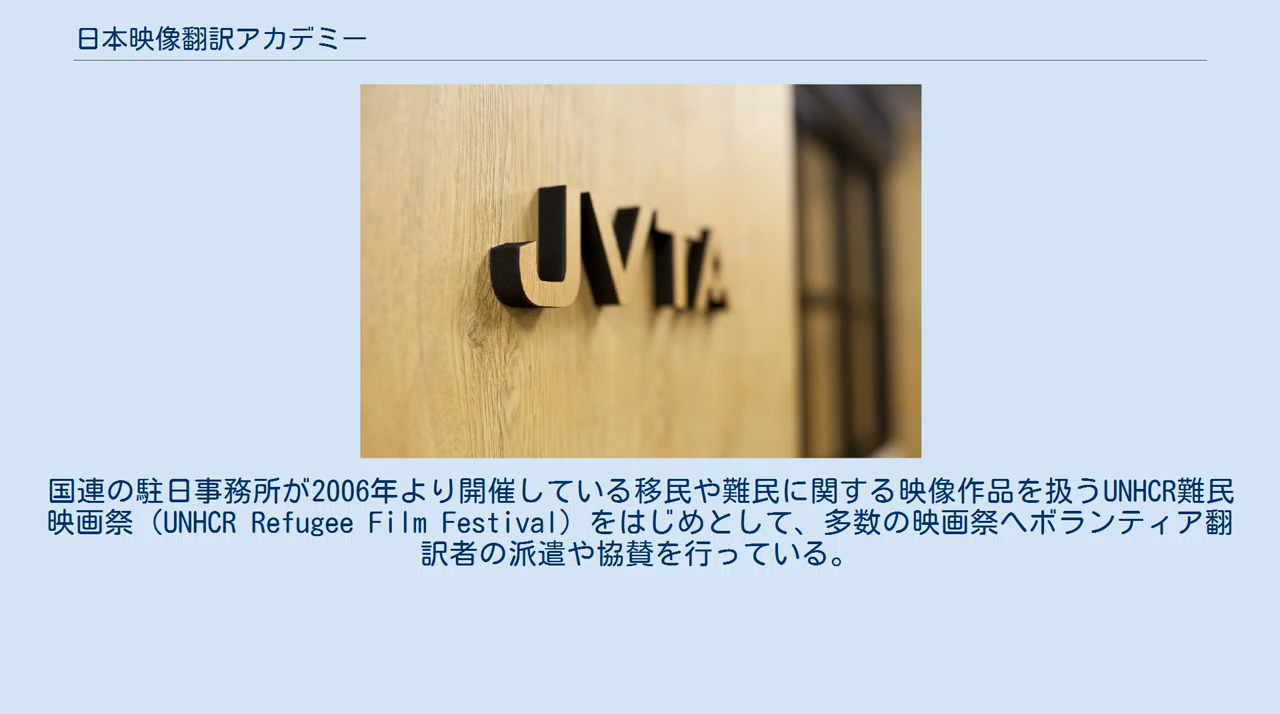 日本映像翻訳アカデミー
JVTA
国連の駐日事務所が2006年より開催している移民や難民に関する映像作品を扱うUNHCR難民
映画祭（UNHCR Refugee Film Festival）をはじめとして、多数の映画祭へボランティア翻
訳者の派遣や協賛を行っている。